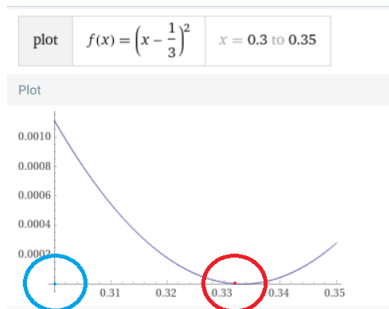 plot f(x) = (x - 1/3)² x = 0.3 to 0.35
Plot
0.0010
0.0008
0.0006
0.0004
0.0002
0.31 0.32 0.33 0.34 0.35